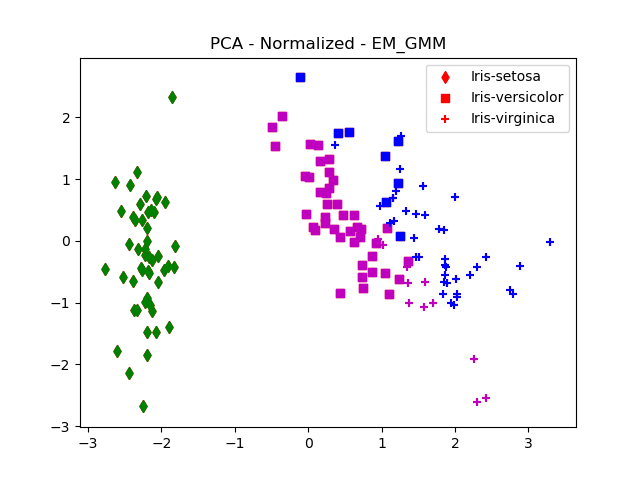 PCA - Normalized - EM_GMM
Iris-setosa
Iris-versicolor
Iris-virginica
2
1
0
−1
−2
−3
−3 −2 −1 0 1 2 3